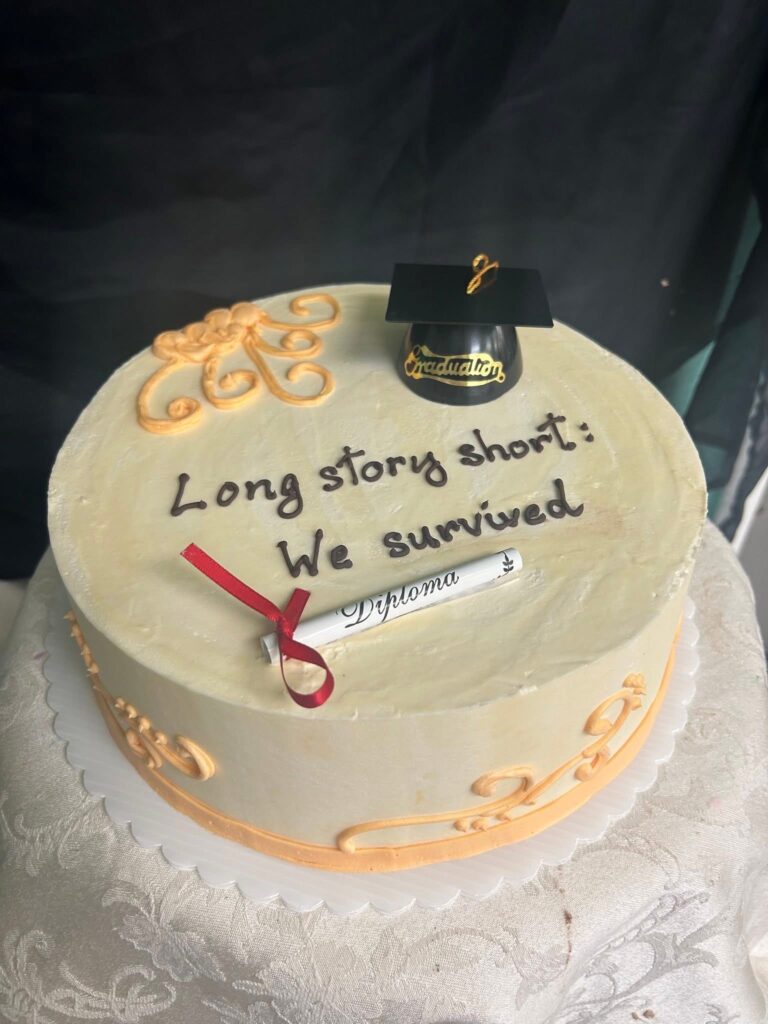 Graduation
Long story short:
We survived
Diploma